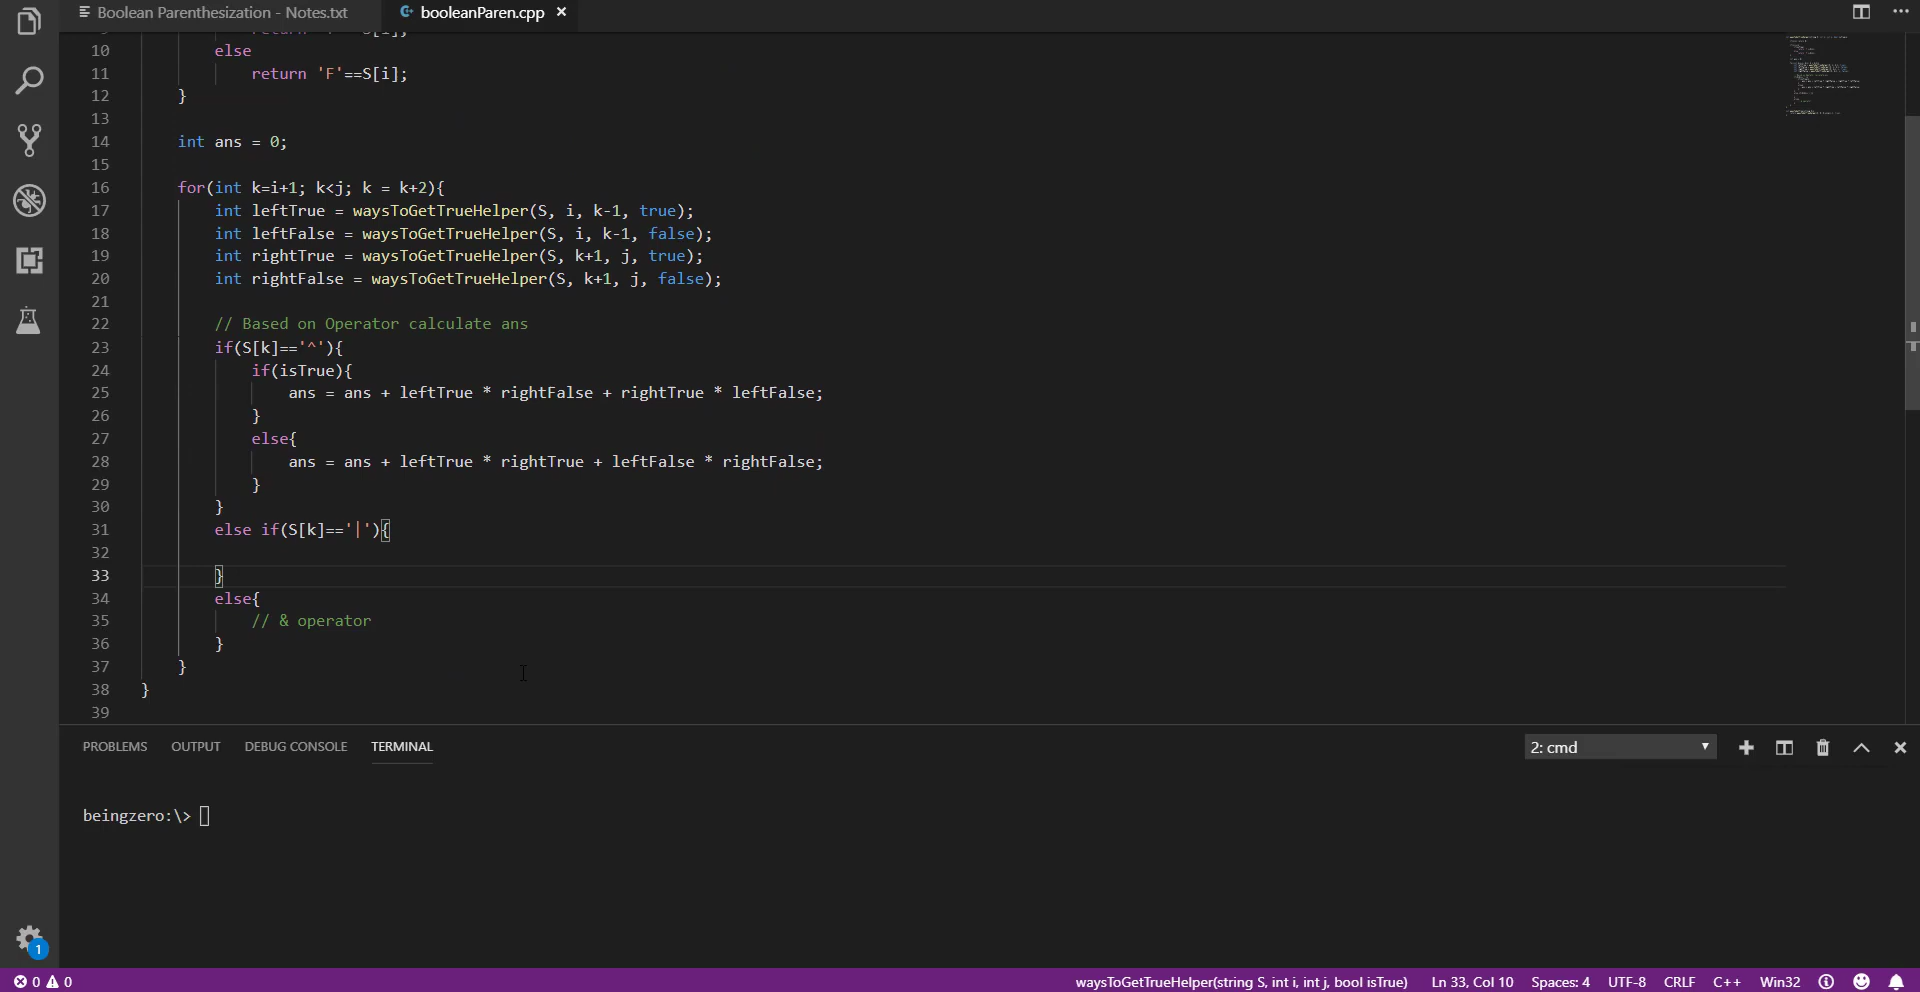 Boolean Parenthesization - Notes.txt
booleanParen.cpp
10 else
11 return 'F'==S[i];
12 }
13
14 int ans = 0;
15
16 for(int k=i+1; k<j; k = k+2){
17 int leftTrue = waysToGetTrueHelper(S, i, k-1, true);
18 int leftFalse = waysToGetTrueHelper(S, i, k-1, false);
19 int rightTrue = waysToGetTrueHelper(S, k+1, j, true);
20 int rightFalse = waysToGetTrueHelper(S, k+1, j, false);
21
22 // Based on Operator calculate ans
23 if(S[k]=='^'){
24 if(isTrue){
25 ans = ans + leftTrue * rightFalse + rightTrue * leftFalse;
26 }
27 else{
28 ans = ans + leftTrue * rightTrue + leftFalse * rightFalse;
29 }
30 }
31 else if(S[k]=='|'){
32
33 }
34 else{
35 // & operator
36 }
37 }
38 }
39
PROBLEMS OUTPUT DEBUG CONSOLE TERMINAL 2: cmd
beingzero:\>
1
0 0 waysToGetTrueHelper(string S, int i, int j, bool isTrue) Ln 33, Col 10 Spaces: 4 UTF-8 CRLF C++ Win32